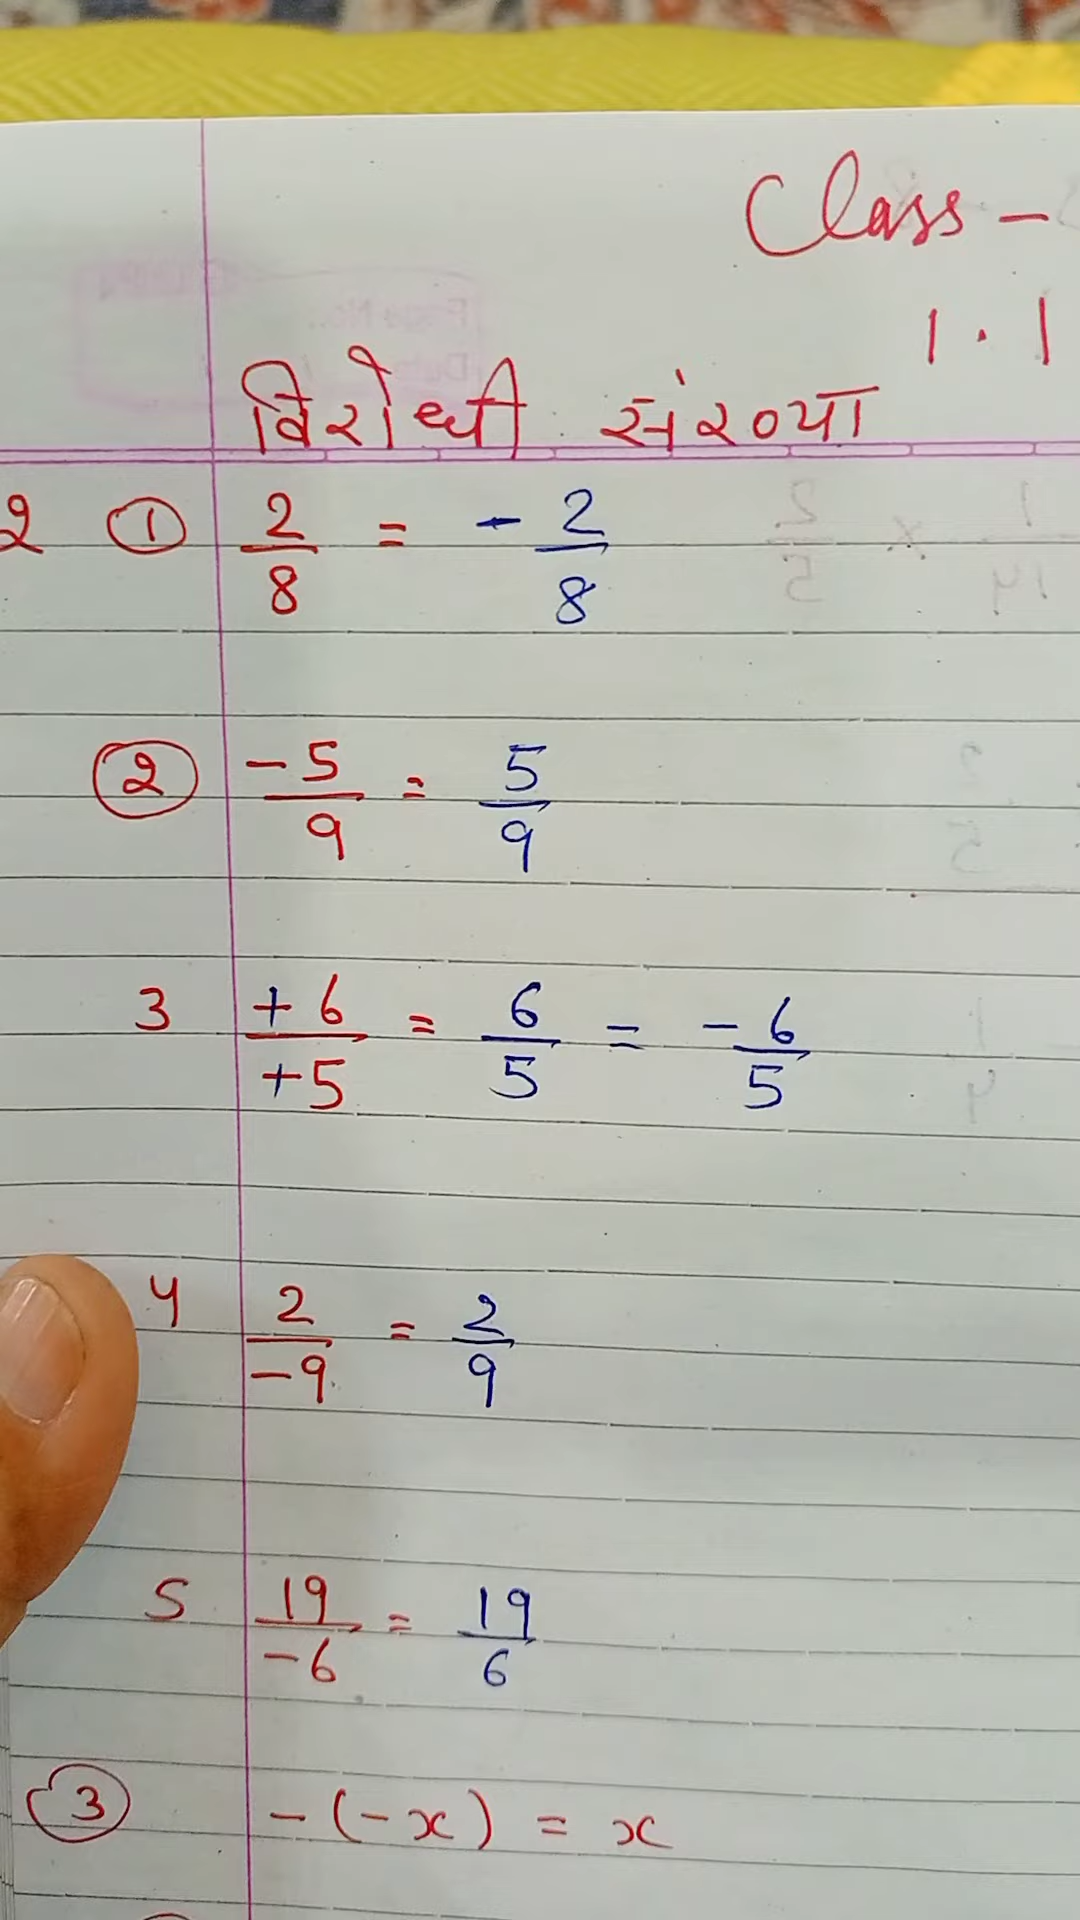 Class -
1.1
विरोधी संख्या
2 ① 2/8 = - 2/8
② -5/9 = 5/9
3 +6/+5 = 6/5 = -6/5
4 2/-9 = 2/9
5 19/-6 = 19/6
③ -(-x) = x